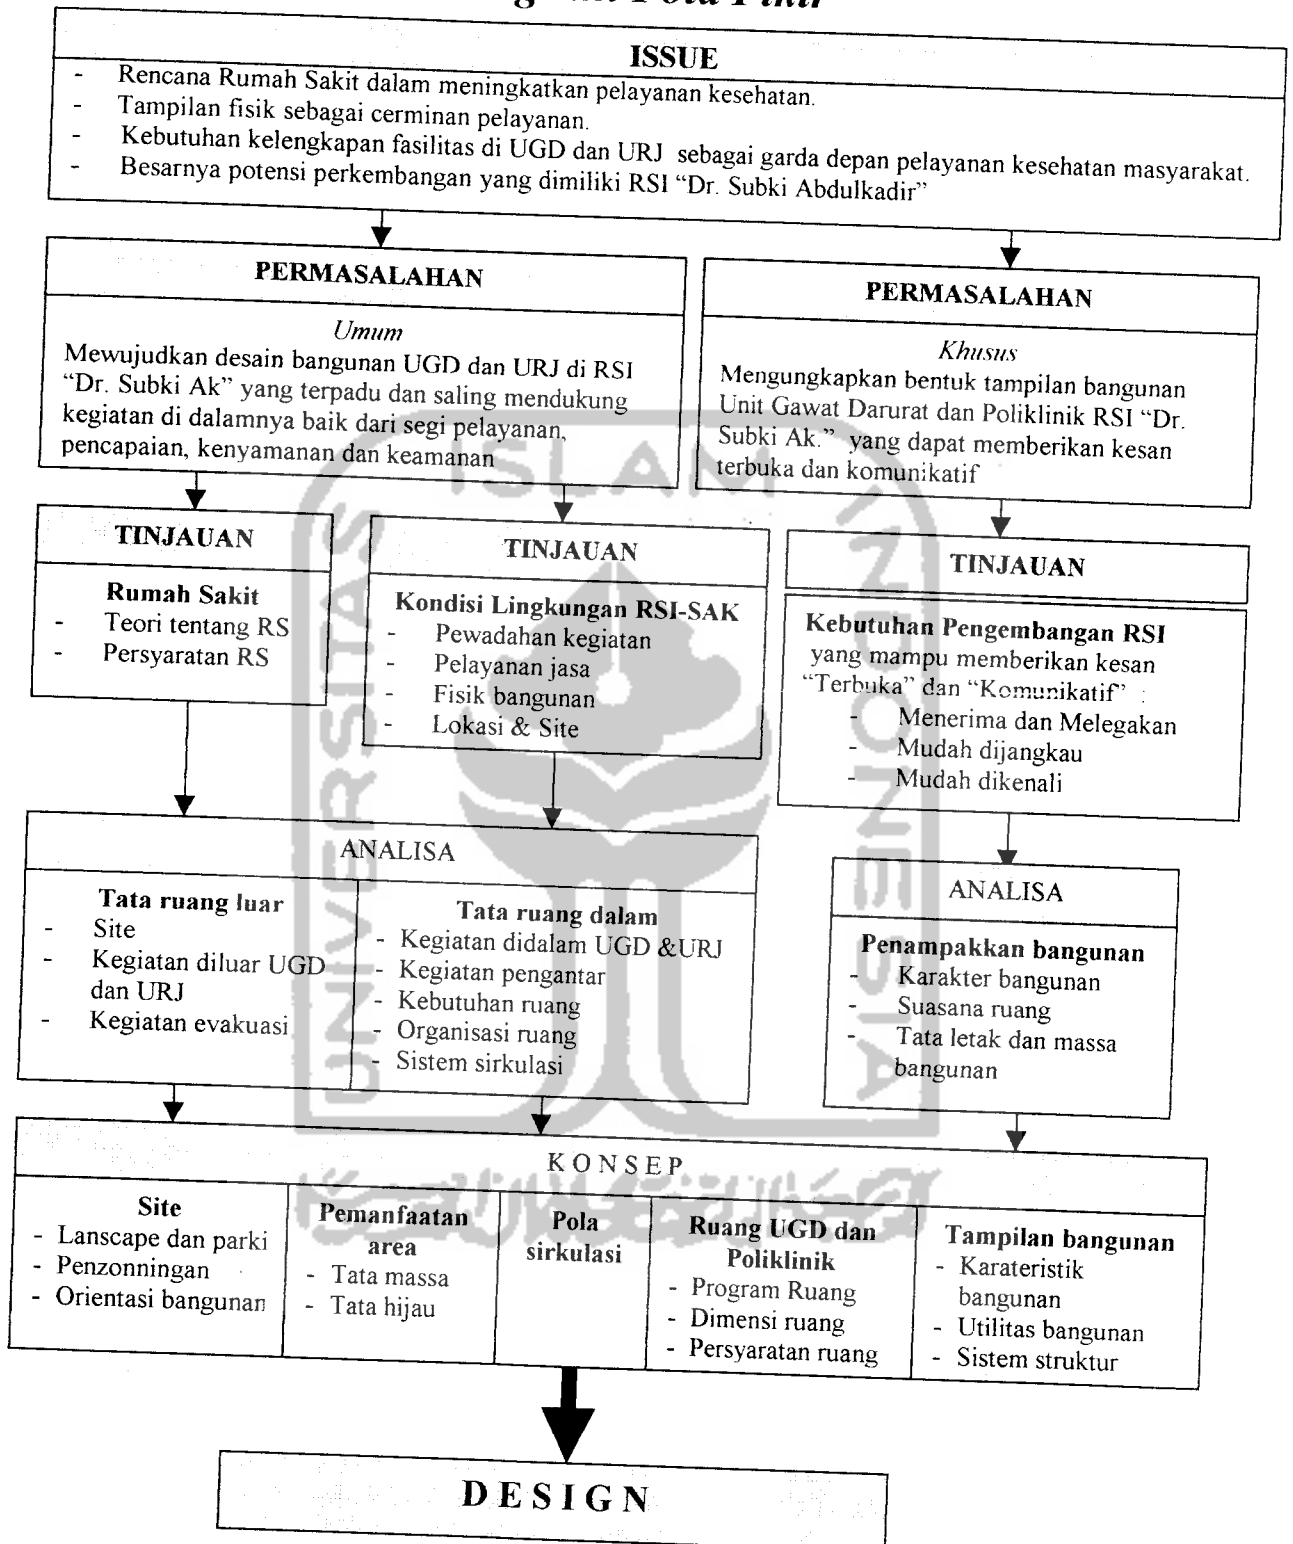 Pola Pikir
ISSUE
- Rencana Rumah Sakit dalam meningkatkan pelayanan kesehatan.
- Tampilan fisik sebagai cerminan pelayanan.
- Kebutuhan kelengkapan fasilitas di UGD dan URJ sebagai garda depan pelayanan kesehatan masyarakat.
- Besarnya potensi perkembangan yang dimiliki RSI “Dr. Subki Abdulkadir”
PERMASALAHAN
Umum
Mewujudkan desain bangunan UGD dan URJ di RSI
“Dr. Subki Ak” yang terpadu dan saling mendukung
kegiatan di dalamnya baik dari segi pelayanan,
pencapaian, kenyamanan dan keamanan
PERMASALAHAN
Khusus
Mengungkapkan bentuk tampilan bangunan
Unit Gawat Darurat dan Poliklinik RSI “Dr.
Subki Ak.” yang dapat memberikan kesan
terbuka dan komunikatif
TINJAUAN
Rumah Sakit
- Teori tentang RS
- Persyaratan RS
TINJAUAN
Kondisi Lingkungan RSI-SAK
- Pewadahan kegiatan
- Pelayanan jasa
- Fisik bangunan
- Lokasi & Site
TINJAUAN
Kebutuhan Pengembangan RSI
yang mampu memberikan kesan
“Terbuka” dan “Komunikatif” :
- Menerima dan Melegakan
- Mudah dijangkau
- Mudah dikenali
ANALISA
Tata ruang luar
- Site
- Kegiatan diluar UGD
dan URJ
- Kegiatan evakuasi
Tata ruang dalam
- Kegiatan didalam UGD &URJ
- Kegiatan pengantar
- Kebutuhan ruang
- Organisasi ruang
- Sistem sirkulasi
ANALISA
Penampakkan bangunan
- Karakter bangunan
- Suasana ruang
- Tata letak dan massa
bangunan
KONSEP
Site
- Lanscape dan parki
- Penzonningan
- Orientasi bangunan
Pemanfaatan
area
- Tata massa
- Tata hijau
Pola
sirkulasi
Ruang UGD dan
Poliklinik
- Program Ruang
- Dimensi ruang
- Persyaratan ruang
Tampilan bangunan
- Karateristik
bangunan
- Utilitas bangunan
- Sistem struktur
DESIGN
UNIVERSITAS
ISLAM
INDONESIA